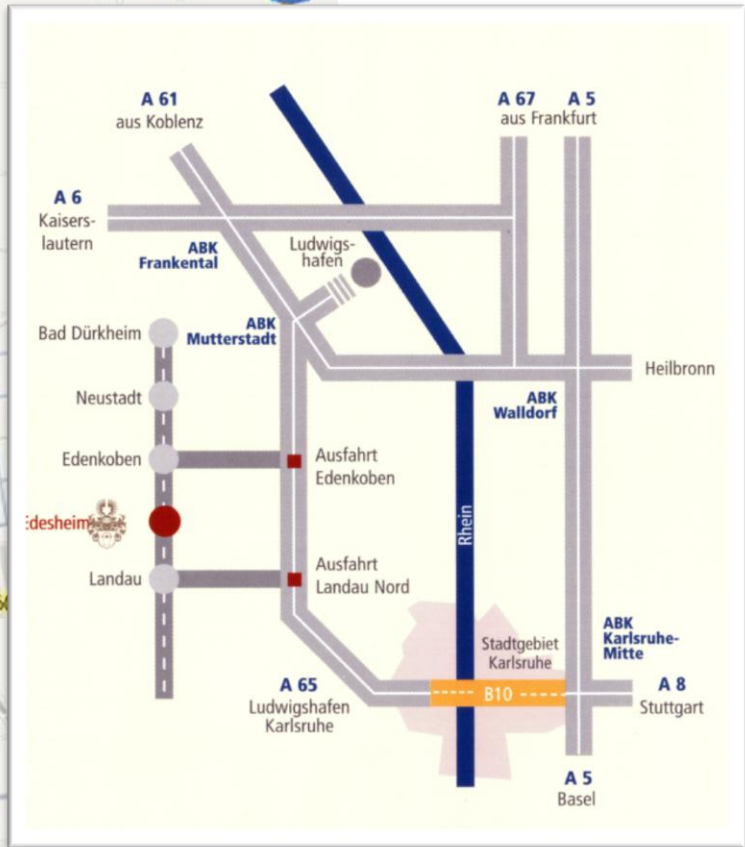 A 61
aus Koblenz
A 67 A 5
aus Frankfurt
A 6
Kaisers-
lautern
ABK
Frankental
Ludwigs-
hafen
Bad Dürkheim
ABK
Mutterstadt
Heilbronn
Neustadt
ABK
Walldorf
Edenkoben
Ausfahrt
Edenkoben
Edesheim
Rhein
Landau
Ausfahrt
Landau Nord
Stadtgebiet
Karlsruhe
ABK
Karlsruhe-
Mitte
A 65
Ludwigshafen
Karlsruhe
B10
A 8
Stuttgart
A 5
Basel